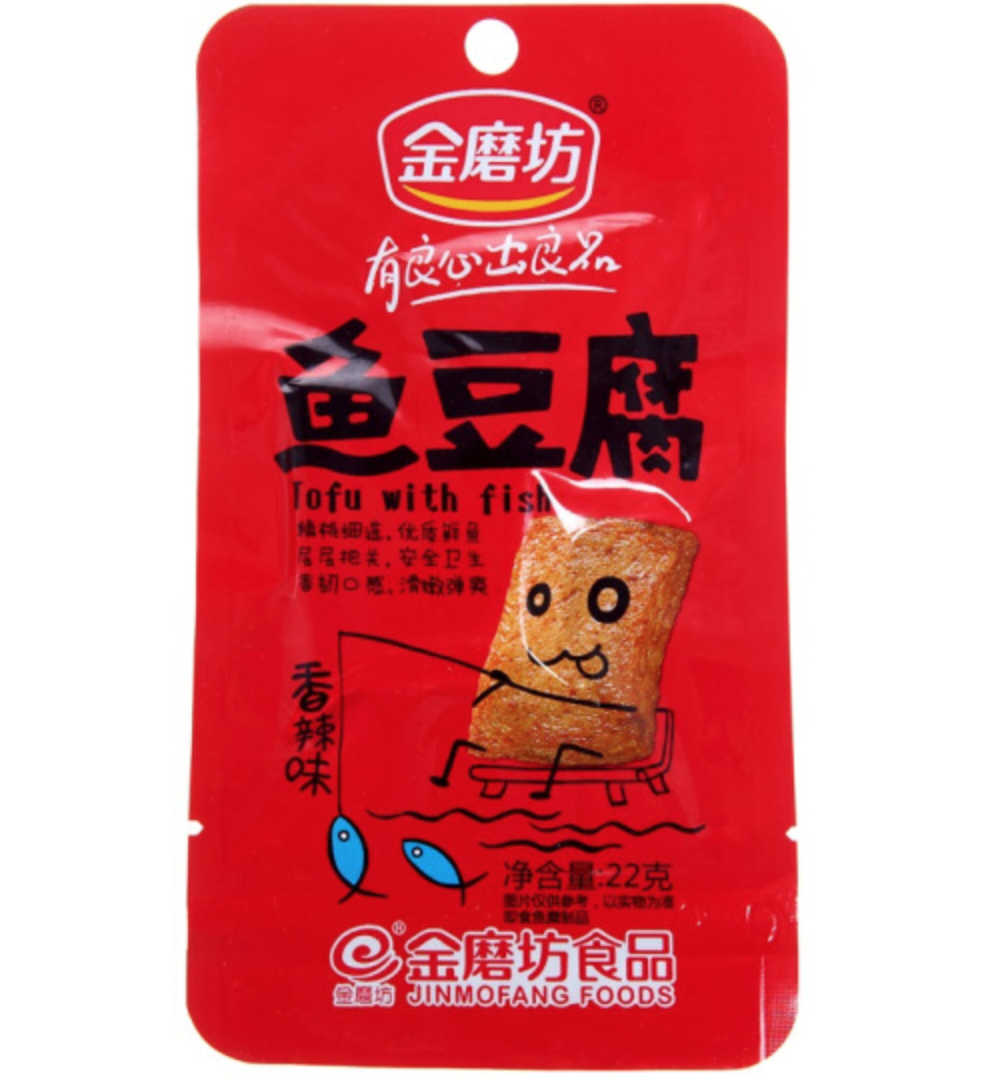 金磨坊®
有良心出良品
鱼豆腐
Tofu with fish
精挑细选,优质鲜鱼
层层把关,安全卫生
香韧口感,滑嫩弹爽
香辣味
净含量:22克
图片仅供参考,以实物为准
即食鱼糜制品
®
金磨坊食品
金磨坊
JINMOFANG FOODS